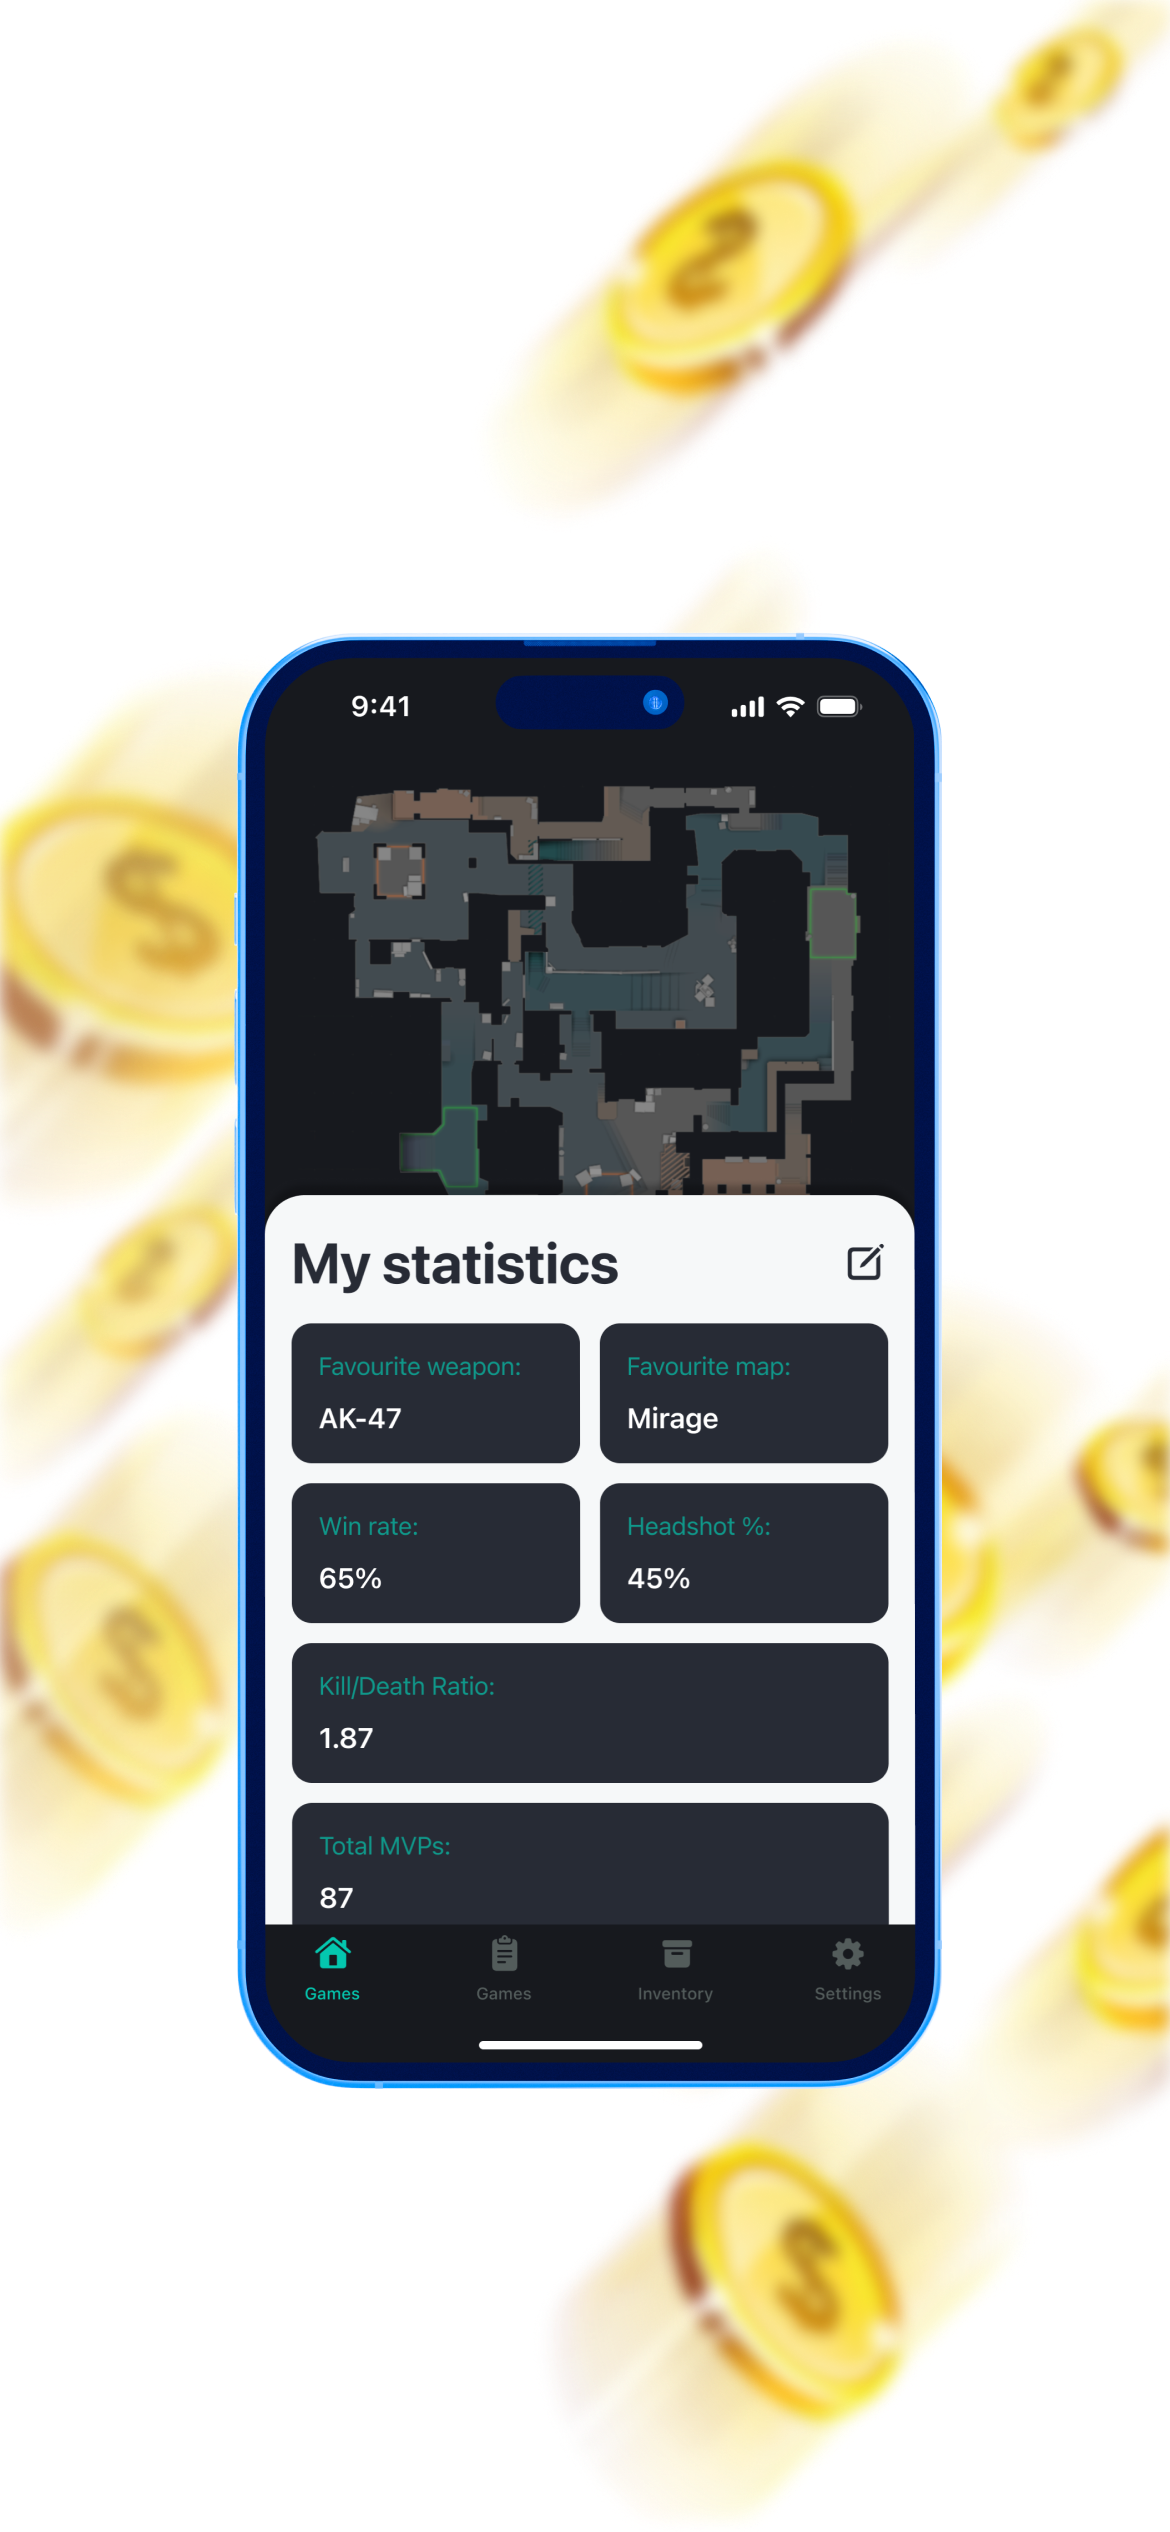 9:41
My statistics
Favourite weapon:
AK-47
Favourite map:
Mirage
Win rate:
65%
Headshot %:
45%
Kill/Death Ratio:
1.87
Total MVPs:
87
Games
Games
Inventory
Settings